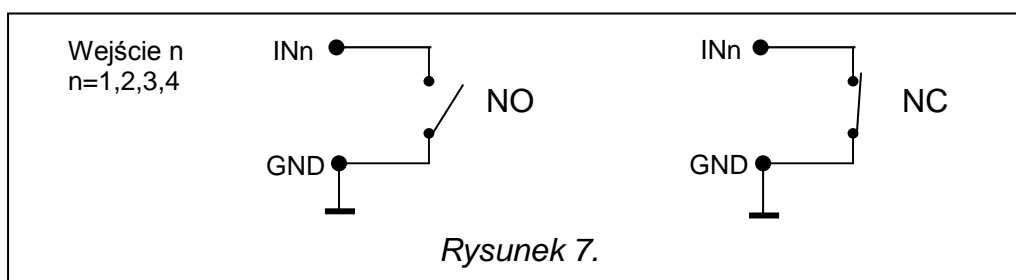 Wejście n
n=1,2,3,4
INn
NO
GND
INn
NC
GND
Rysunek 7.